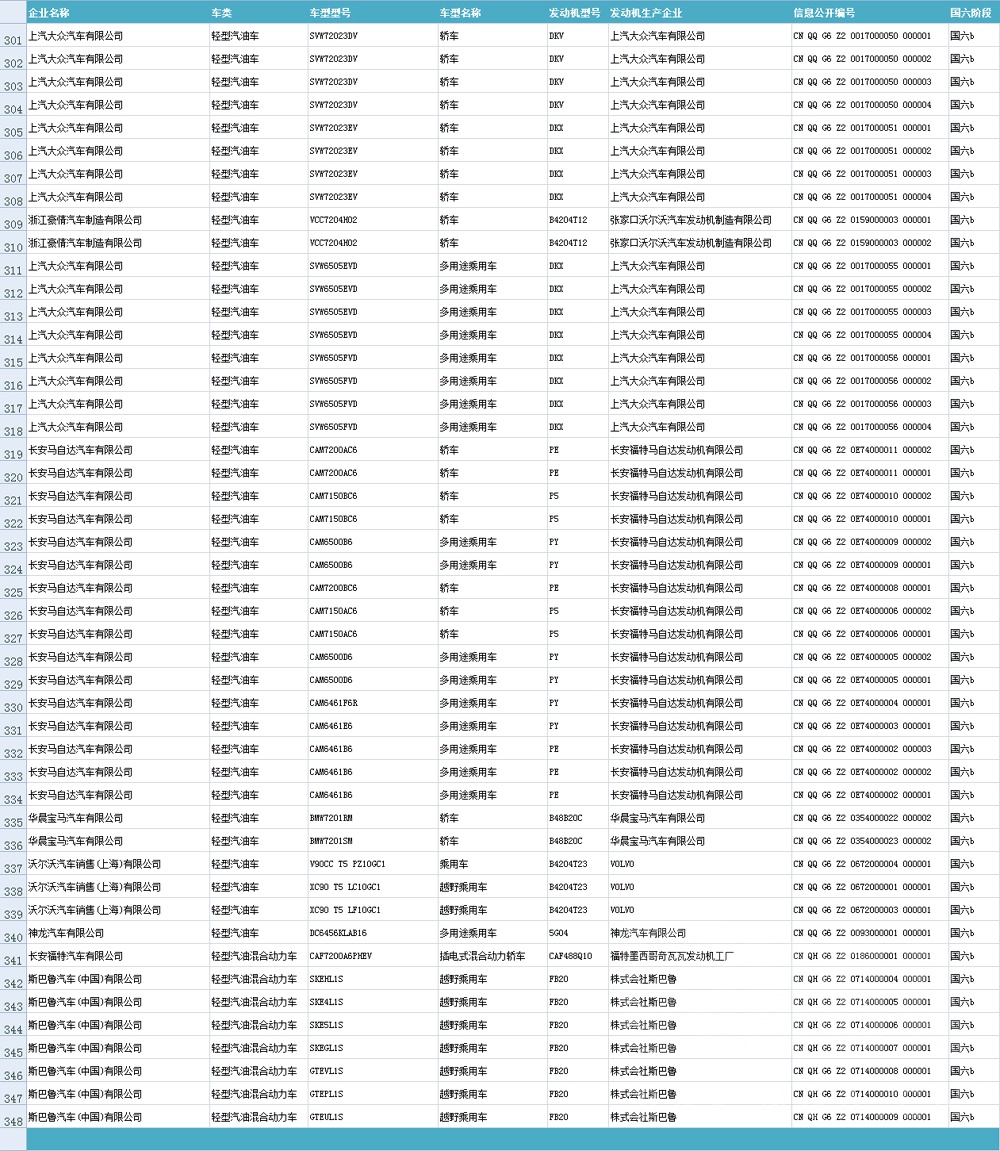 企业名称 车类 车型型号 车型名称 发动机型号 发动机生产企业 信息公开编号 国六阶段
301 上汽大众汽车有限公司 轻型汽油车 SVW72023DV 轿车 DKV 上汽大众汽车有限公司 CN QQ G6 Z2 0017000050 000001 国六b
302 上汽大众汽车有限公司 轻型汽油车 SVW72023DV 轿车 DKV 上汽大众汽车有限公司 CN QQ G6 Z2 0017000050 000002 国六b
303 上汽大众汽车有限公司 轻型汽油车 SVW72023DV 轿车 DKV 上汽大众汽车有限公司 CN QQ G6 Z2 0017000050 000003 国六b
304 上汽大众汽车有限公司 轻型汽油车 SVW72023DV 轿车 DKV 上汽大众汽车有限公司 CN QQ G6 Z2 0017000050 000004 国六b
305 上汽大众汽车有限公司 轻型汽油车 SVW72023EV 轿车 DKX 上汽大众汽车有限公司 CN QQ G6 Z2 0017000051 000001 国六b
306 上汽大众汽车有限公司 轻型汽油车 SVW72023EV 轿车 DKX 上汽大众汽车有限公司 CN QQ G6 Z2 0017000051 000002 国六b
307 上汽大众汽车有限公司 轻型汽油车 SVW72023EV 轿车 DKX 上汽大众汽车有限公司 CN QQ G6 Z2 0017000051 000003 国六b
308 上汽大众汽车有限公司 轻型汽油车 SVW72023EV 轿车 DKX 上汽大众汽车有限公司 CN QQ G6 Z2 0017000051 000004 国六b
309 浙江豪情汽车制造有限公司 轻型汽油车 VCC7204H02 轿车 B4204T12 张家口沃尔沃汽车发动机制造有限公司 CN QQ G6 Z2 0159000003 000001 国六b
310 浙江豪情汽车制造有限公司 轻型汽油车 VCC7204H02 轿车 B4204T12 张家口沃尔沃汽车发动机制造有限公司 CN QQ G6 Z2 0159000003 000002 国六b
311 上汽大众汽车有限公司 轻型汽油车 SVW6505EVD 多用途乘用车 DKX 上汽大众汽车有限公司 CN QQ G6 Z2 0017000055 000001 国六b
312 上汽大众汽车有限公司 轻型汽油车 SVW6505EVD 多用途乘用车 DKX 上汽大众汽车有限公司 CN QQ G6 Z2 0017000055 000002 国六b
313 上汽大众汽车有限公司 轻型汽油车 SVW6505EVD 多用途乘用车 DKX 上汽大众汽车有限公司 CN QQ G6 Z2 0017000055 000003 国六b
314 上汽大众汽车有限公司 轻型汽油车 SVW6505EVD 多用途乘用车 DKX 上汽大众汽车有限公司 CN QQ G6 Z2 0017000055 000004 国六b
315 上汽大众汽车有限公司 轻型汽油车 SVW6505FVD 多用途乘用车 DKX 上汽大众汽车有限公司 CN QQ G6 Z2 0017000056 000001 国六b
316 上汽大众汽车有限公司 轻型汽油车 SVW6505FVD 多用途乘用车 DKX 上汽大众汽车有限公司 CN QQ G6 Z2 0017000056 000002 国六b
317 上汽大众汽车有限公司 轻型汽油车 SVW6505FVD 多用途乘用车 DKX 上汽大众汽车有限公司 CN QQ G6 Z2 0017000056 000003 国六b
318 上汽大众汽车有限公司 轻型汽油车 SVW6505FVD 多用途乘用车 DKX 上汽大众汽车有限公司 CN QQ G6 Z2 0017000056 000004 国六b
319 长安马自达汽车有限公司 轻型汽油车 CAM7200AC6 轿车 PE 长安福特马自达发动机有限公司 CN QQ G6 Z2 0E74000011 000002 国六b
320 长安马自达汽车有限公司 轻型汽油车 CAM7200AC6 轿车 PE 长安福特马自达发动机有限公司 CN QQ G6 Z2 0E74000011 000001 国六b
321 长安马自达汽车有限公司 轻型汽油车 CAM7150BC6 轿车 P5 长安福特马自达发动机有限公司 CN QQ G6 Z2 0E74000010 000002 国六b
322 长安马自达汽车有限公司 轻型汽油车 CAM7150BC6 轿车 P5 长安福特马自达发动机有限公司 CN QQ G6 Z2 0E74000010 000001 国六b
323 长安马自达汽车有限公司 轻型汽油车 CAM6500B6 多用途乘用车 PY 长安福特马自达发动机有限公司 CN QQ G6 Z2 0E74000009 000002 国六b
324 长安马自达汽车有限公司 轻型汽油车 CAM6500B6 多用途乘用车 PY 长安福特马自达发动机有限公司 CN QQ G6 Z2 0E74000009 000001 国六b
325 长安马自达汽车有限公司 轻型汽油车 CAM7200BC6 轿车 PE 长安福特马自达发动机有限公司 CN QQ G6 Z2 0E74000008 000001 国六b
326 长安马自达汽车有限公司 轻型汽油车 CAM7150AC6 轿车 P5 长安福特马自达发动机有限公司 CN QQ G6 Z2 0E74000006 000002 国六b
327 长安马自达汽车有限公司 轻型汽油车 CAM7150AC6 轿车 P5 长安福特马自达发动机有限公司 CN QQ G6 Z2 0E74000006 000001 国六b
328 长安马自达汽车有限公司 轻型汽油车 CAM6500D6 多用途乘用车 PY 长安福特马自达发动机有限公司 CN QQ G6 Z2 0E74000005 000002 国六b
329 长安马自达汽车有限公司 轻型汽油车 CAM6500D6 多用途乘用车 PY 长安福特马自达发动机有限公司 CN QQ G6 Z2 0E74000005 000001 国六b
330 长安马自达汽车有限公司 轻型汽油车 CAM6461F6R 多用途乘用车 PY 长安福特马自达发动机有限公司 CN QQ G6 Z2 0E74000004 000001 国六b
331 长安马自达汽车有限公司 轻型汽油车 CAM6461E6 多用途乘用车 PY 长安福特马自达发动机有限公司 CN QQ G6 Z2 0E74000003 000001 国六b
332 长安马自达汽车有限公司 轻型汽油车 CAM6461B6 多用途乘用车 PE 长安福特马自达发动机有限公司 CN QQ G6 Z2 0E74000002 000003 国六b
333 长安马自达汽车有限公司 轻型汽油车 CAM6461B6 多用途乘用车 PE 长安福特马自达发动机有限公司 CN QQ G6 Z2 0E74000002 000002 国六b
334 长安马自达汽车有限公司 轻型汽油车 CAM6461B6 多用途乘用车 PE 长安福特马自达发动机有限公司 CN QQ G6 Z2 0E74000002 000001 国六b
335 华晨宝马汽车有限公司 轻型汽油车 BMW7201RM 轿车 B48B20C 华晨宝马汽车有限公司 CN QQ G6 Z2 0354000022 000002 国六b
336 华晨宝马汽车有限公司 轻型汽油车 BMW7201SM 轿车 B48B20C 华晨宝马汽车有限公司 CN QQ G6 Z2 0354000023 000002 国六b
337 沃尔沃汽车销售(上海)有限公司 轻型汽油车 V90CC T5 PZ10GC1 乘用车 B4204T23 VOLVO CN QQ G6 Z2 0672000004 000001 国六b
338 沃尔沃汽车销售(上海)有限公司 轻型汽油车 XC90 T5 LC10GC1 越野乘用车 B4204T23 VOLVO CN QQ G6 Z2 0672000001 000001 国六b
339 沃尔沃汽车销售(上海)有限公司 轻型汽油车 XC90 T5 LF10GC1 越野乘用车 B4204T23 VOLVO CN QQ G6 Z2 0672000003 000001 国六b
340 神龙汽车有限公司 轻型汽油车 DC6456KLAB16 多用途乘用车 5G04 神龙汽车有限公司 CN QQ G6 Z2 0093000001 000001 国六b
341 长安福特汽车有限公司 轻型汽油混合动力车 CAF7200A6PHEV 插电式混合动力轿车 CAF488Q10 福特墨西哥奇瓦瓦发动机工厂 CN QH G6 Z2 0186000001 000001 国六b
342 斯巴鲁汽车(中国)有限公司 轻型汽油混合动力车 SKEHL1S 越野乘用车 FB20 株式会社斯巴鲁 CN QH G6 Z2 0714000004 000001 国六b
343 斯巴鲁汽车(中国)有限公司 轻型汽油混合动力车 SKE4L1S 越野乘用车 FB20 株式会社斯巴鲁 CN QH G6 Z2 0714000005 000001 国六b
344 斯巴鲁汽车(中国)有限公司 轻型汽油混合动力车 SKE5L1S 越野乘用车 FB20 株式会社斯巴鲁 CN QH G6 Z2 0714000006 000001 国六b
345 斯巴鲁汽车(中国)有限公司 轻型汽油混合动力车 SKEGL1S 越野乘用车 FB20 株式会社斯巴鲁 CN QH G6 Z2 0714000007 000001 国六b
346 斯巴鲁汽车(中国)有限公司 轻型汽油混合动力车 GTEVL1S 越野乘用车 FB20 株式会社斯巴鲁 CN QH G6 Z2 0714000008 000001 国六b
347 斯巴鲁汽车(中国)有限公司 轻型汽油混合动力车 GTEPL1S 越野乘用车 FB20 株式会社斯巴鲁 CN QH G6 Z2 0714000010 000001 国六b
348 斯巴鲁汽车(中国)有限公司 轻型汽油混合动力车 GTEUL1S 越野乘用车 FB20 株式会社斯巴鲁 CN QH G6 Z2 0714000009 000001 国六b